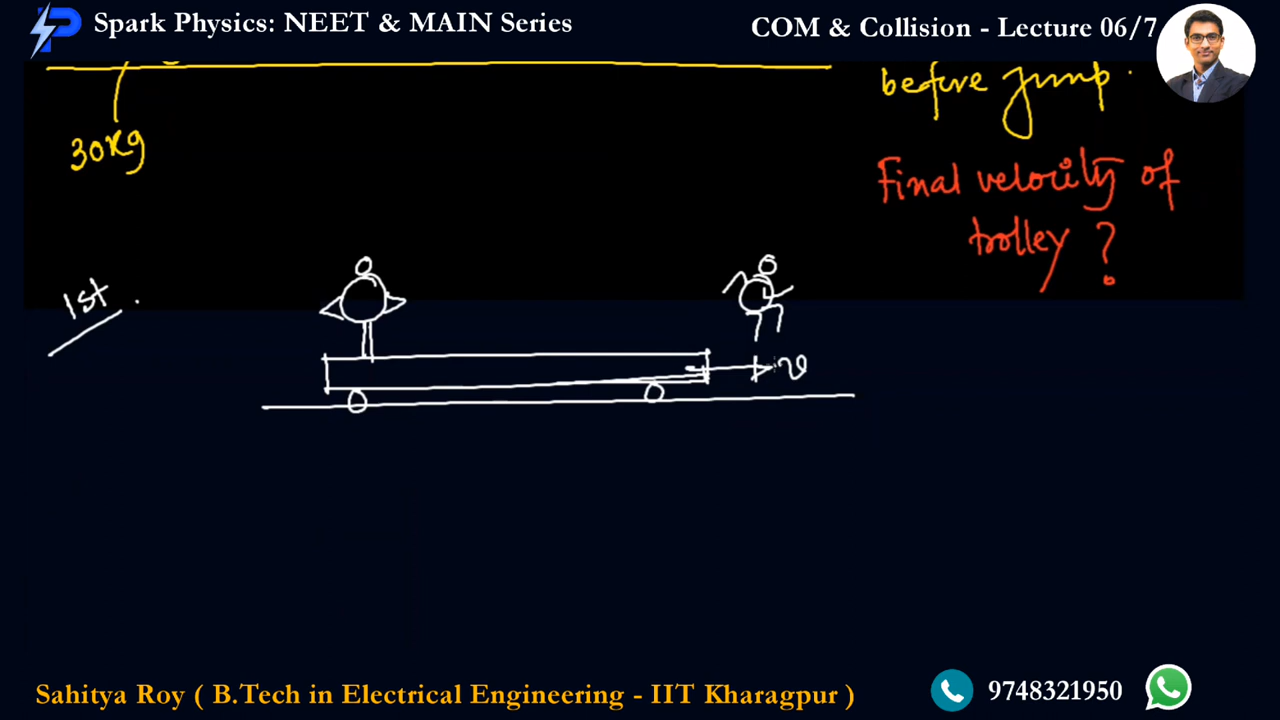 Spark Physics: NEET & MAIN Series
COM & Collision - Lecture 06/7
before jump.
30kg
Final velocity of
trolley ?
1st.
v
Sahitya Roy ( B.Tech in Electrical Engineering - IIT Kharagpur )
9748321950